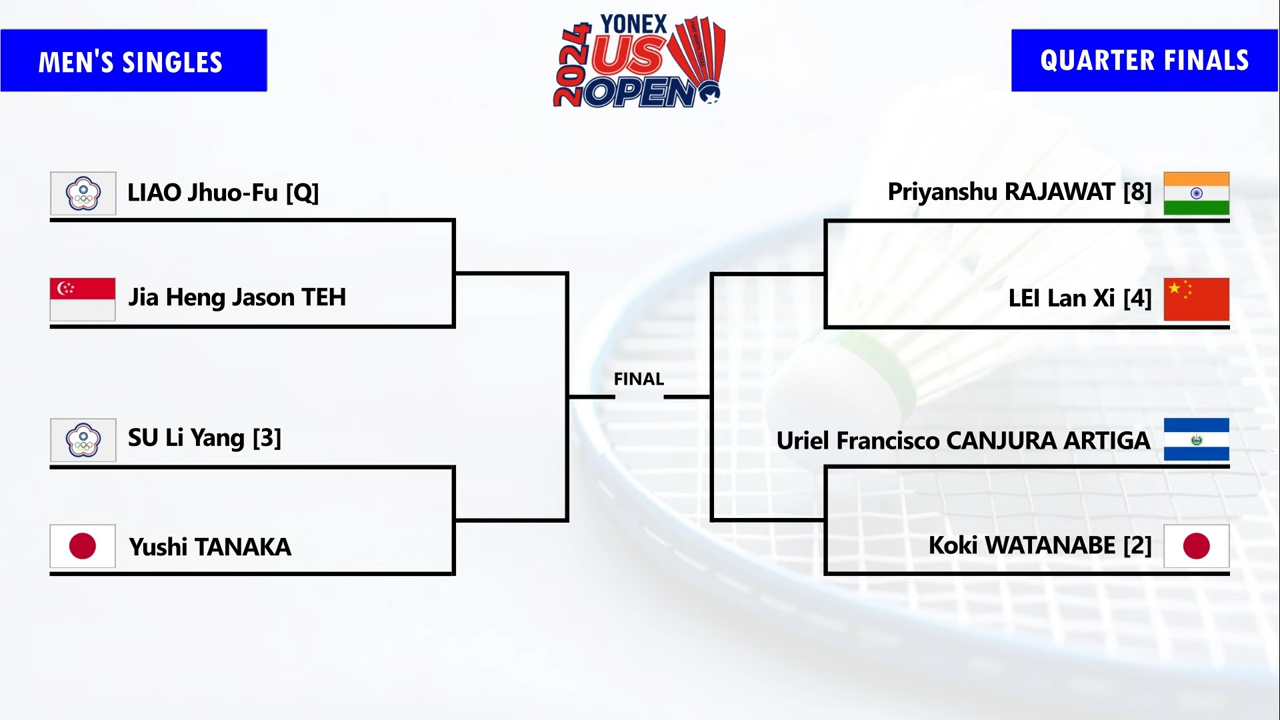 MEN'S SINGLES
2024
YONEX
US
OPEN
QUARTER FINALS
LIAO Jhuo-Fu [Q]
Jia Heng Jason TEH
SU Li Yang [3]
Yushi TANAKA
FINAL
Priyanshu RAJAWAT [8]
LEI Lan Xi [4]
Uriel Francisco CANJURA ARTIGA
Koki WATANABE [2]